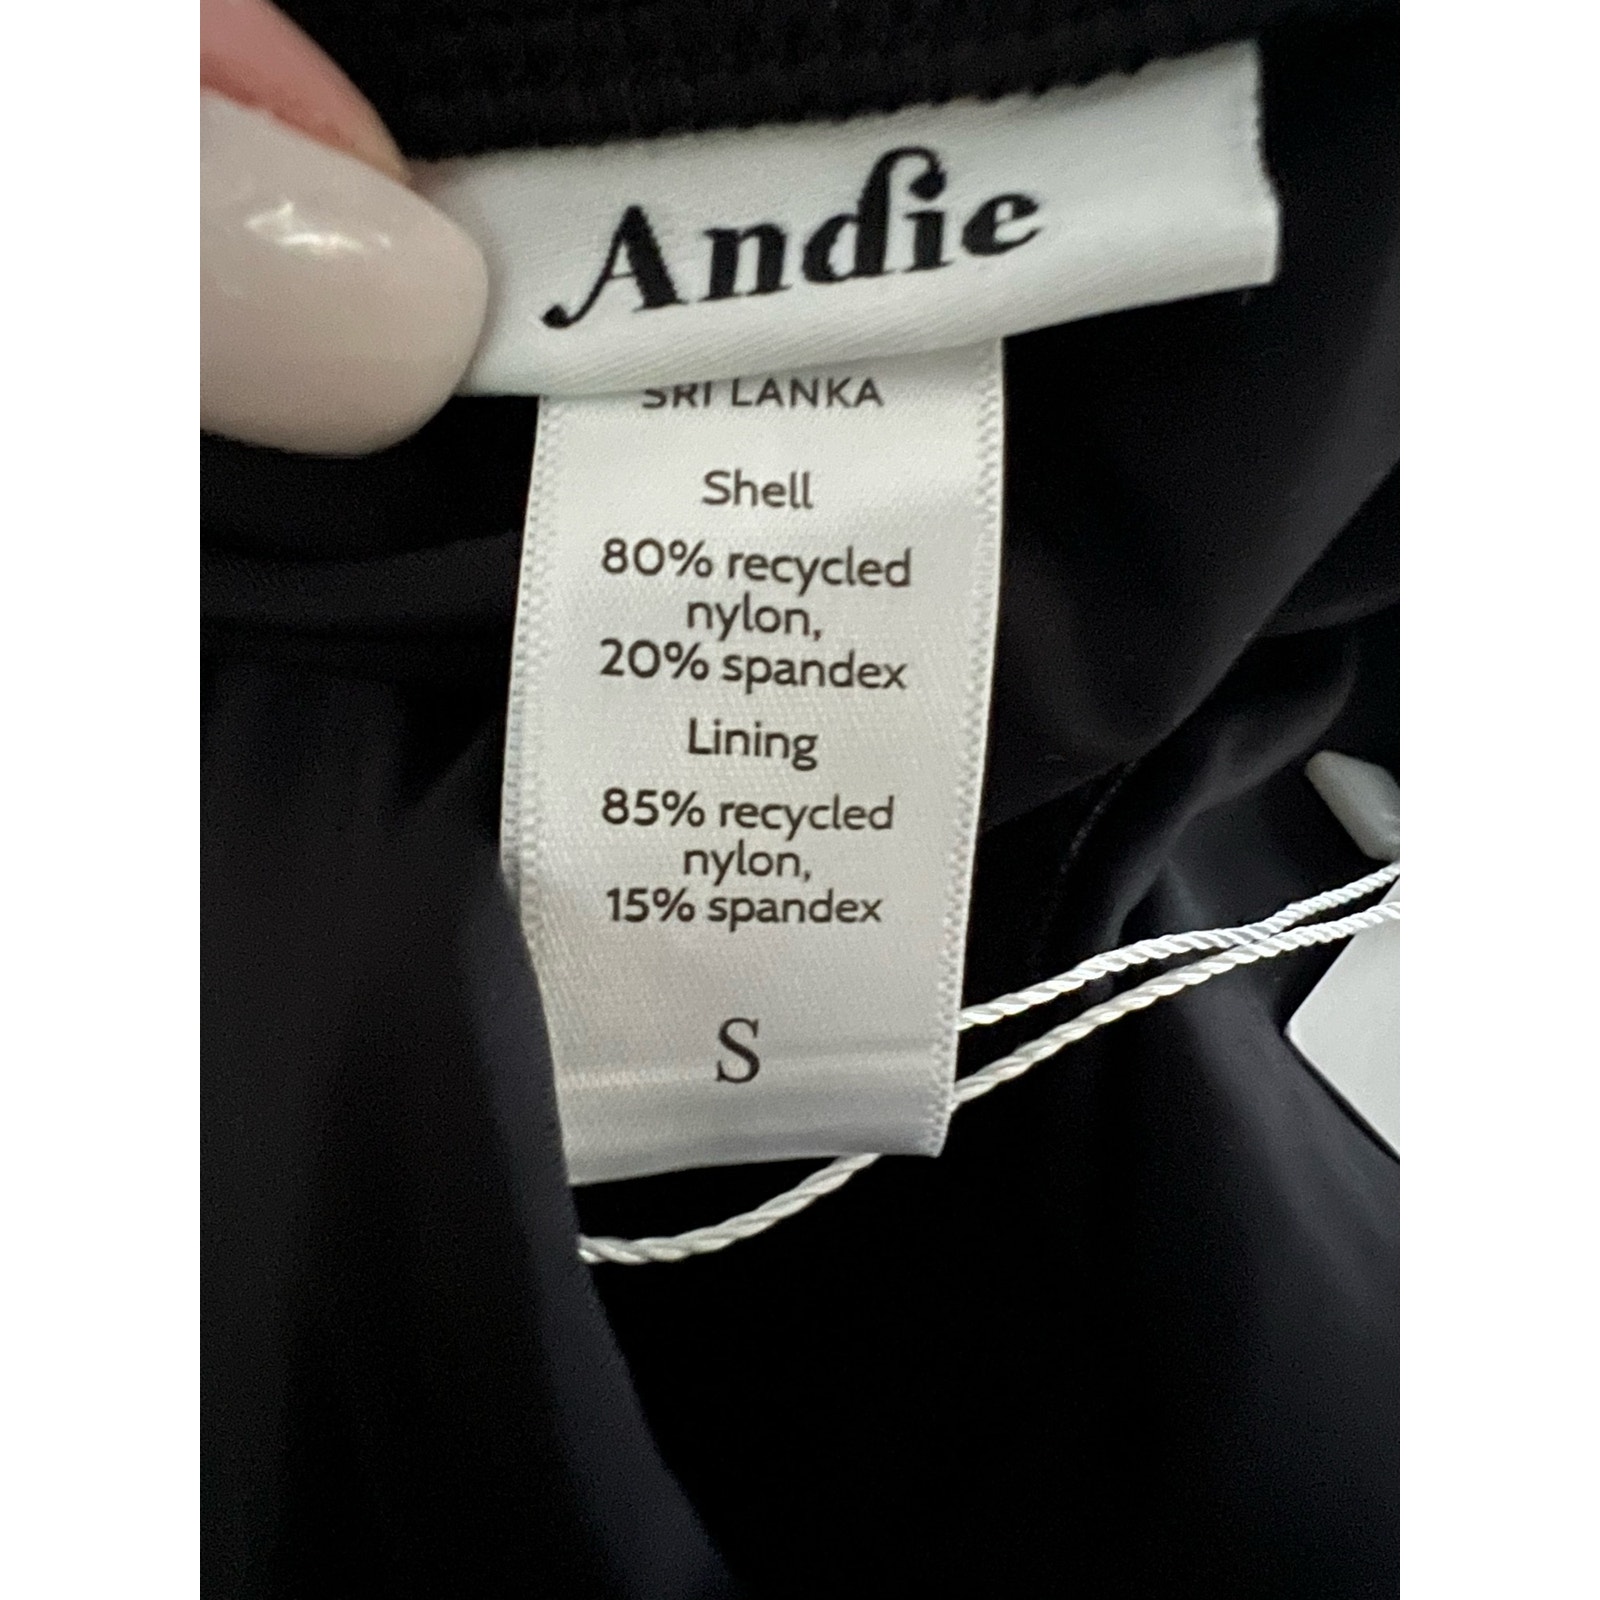 Andie
SRI LANKA
Shell
80% recycled
nylon,
20% spandex
Lining
85% recycled
nylon,
15% spandex
S